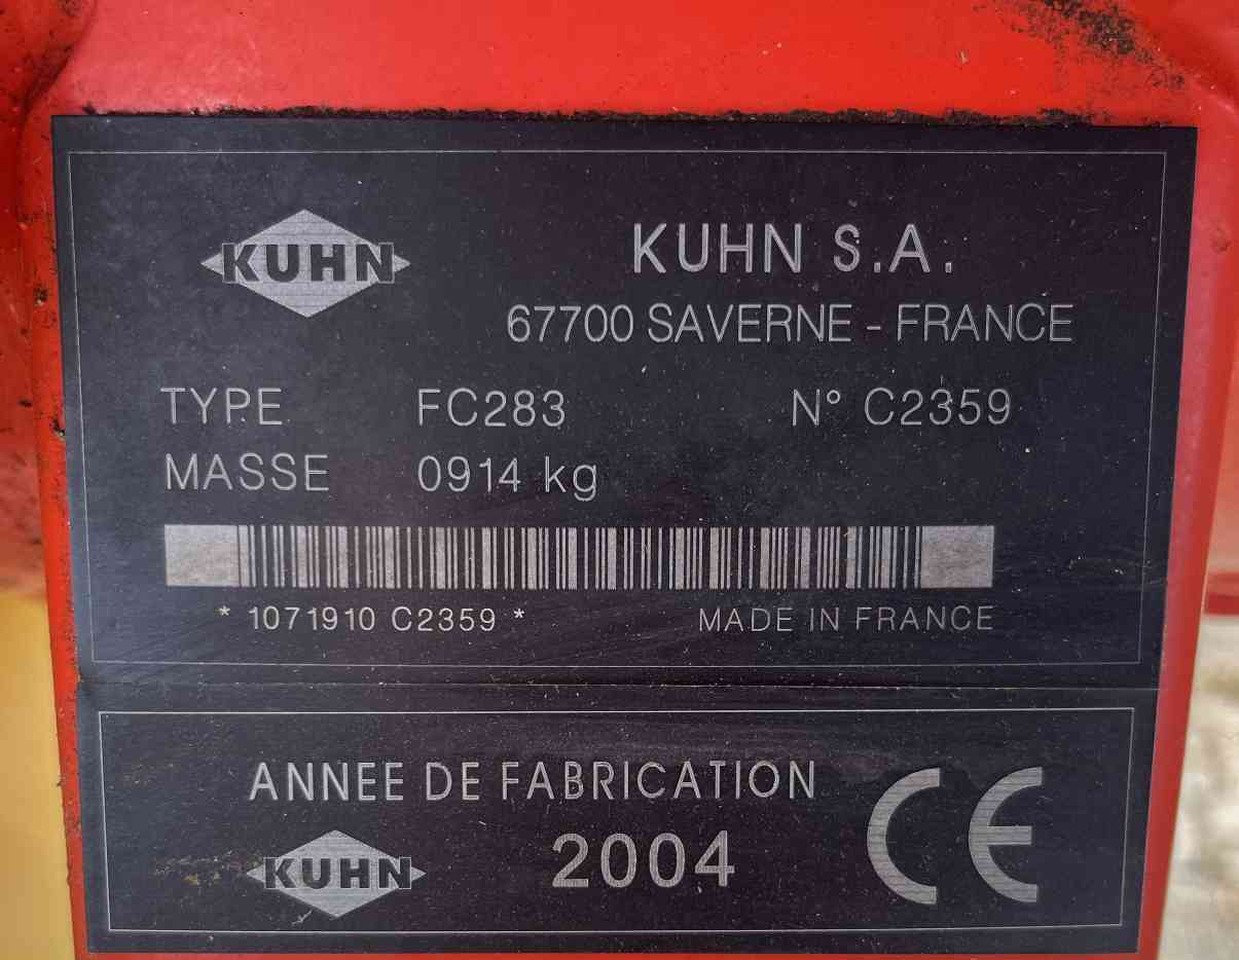 KUHN
KUHN S.A.
67700 SAVERNE - FRANCE
TYPE FC283 N° C2359
MASSE 0914 kg
* 1071910 C2359 * MADE IN FRANCE
ANNEE DE FABRICATION
KUHN 2004 CE